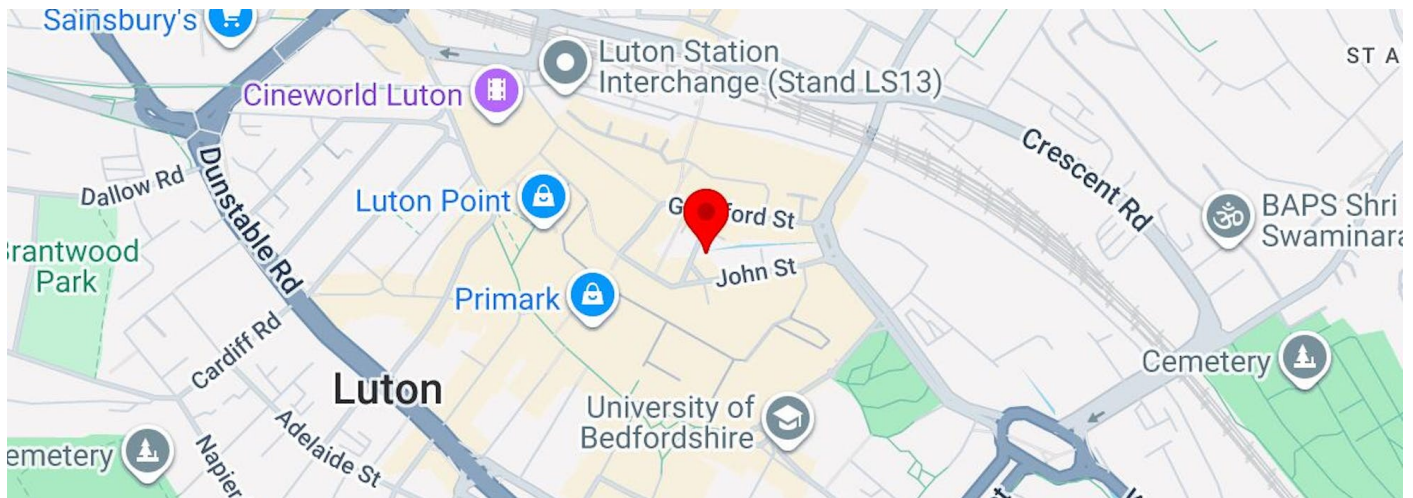 Sainsbury's
Luton Station
Interchange (Stand LS13)
ST A
Cineworld Luton
Crescent Rd
Dallow Rd
Dunstable Rd
Luton Point
ford St
BAPS Shri
Swaminara
rantwood
Park
John St
Primark
Cardiff Rd
Cemetery
Luton
University of
Bedfordshire
Adelaide St
emetery
Napier